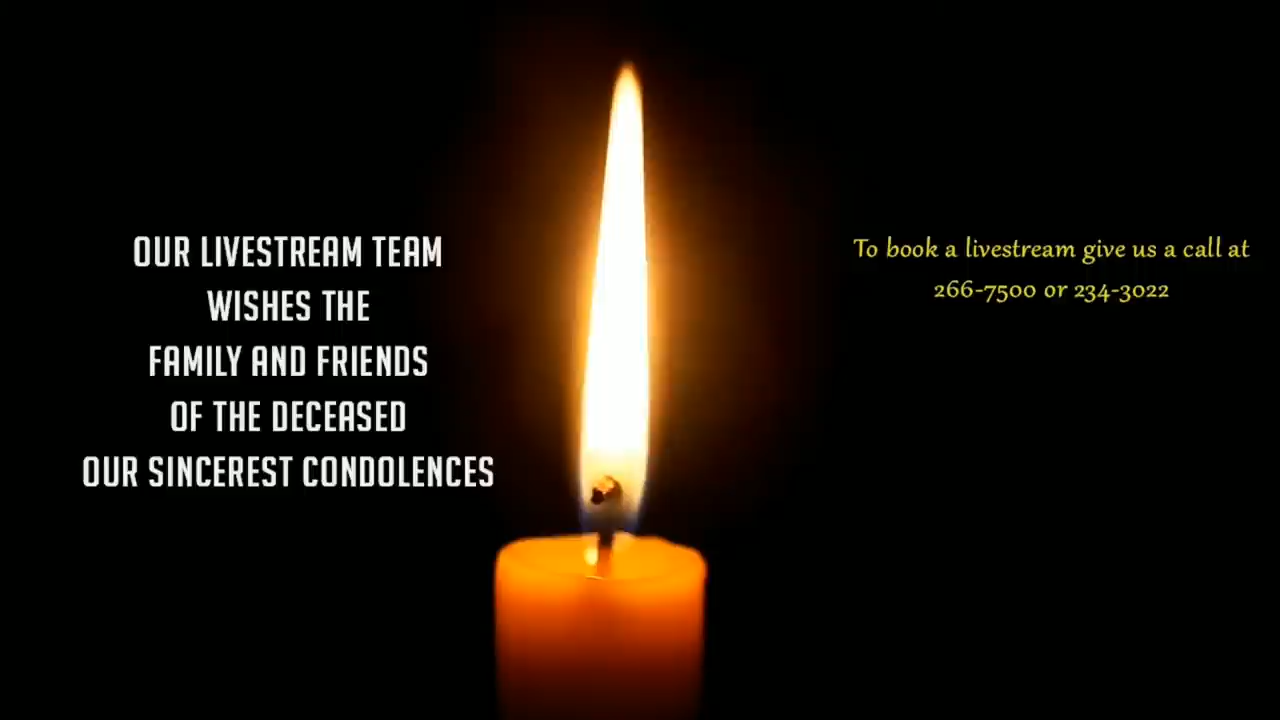 OUR LIVESTREAM TEAM
WISHES THE
FAMILY AND FRIENDS
OF THE DECEASED
OUR SINCEREST CONDOLENCES
To book a livestream give us a call at
266-7500 or 234-3022